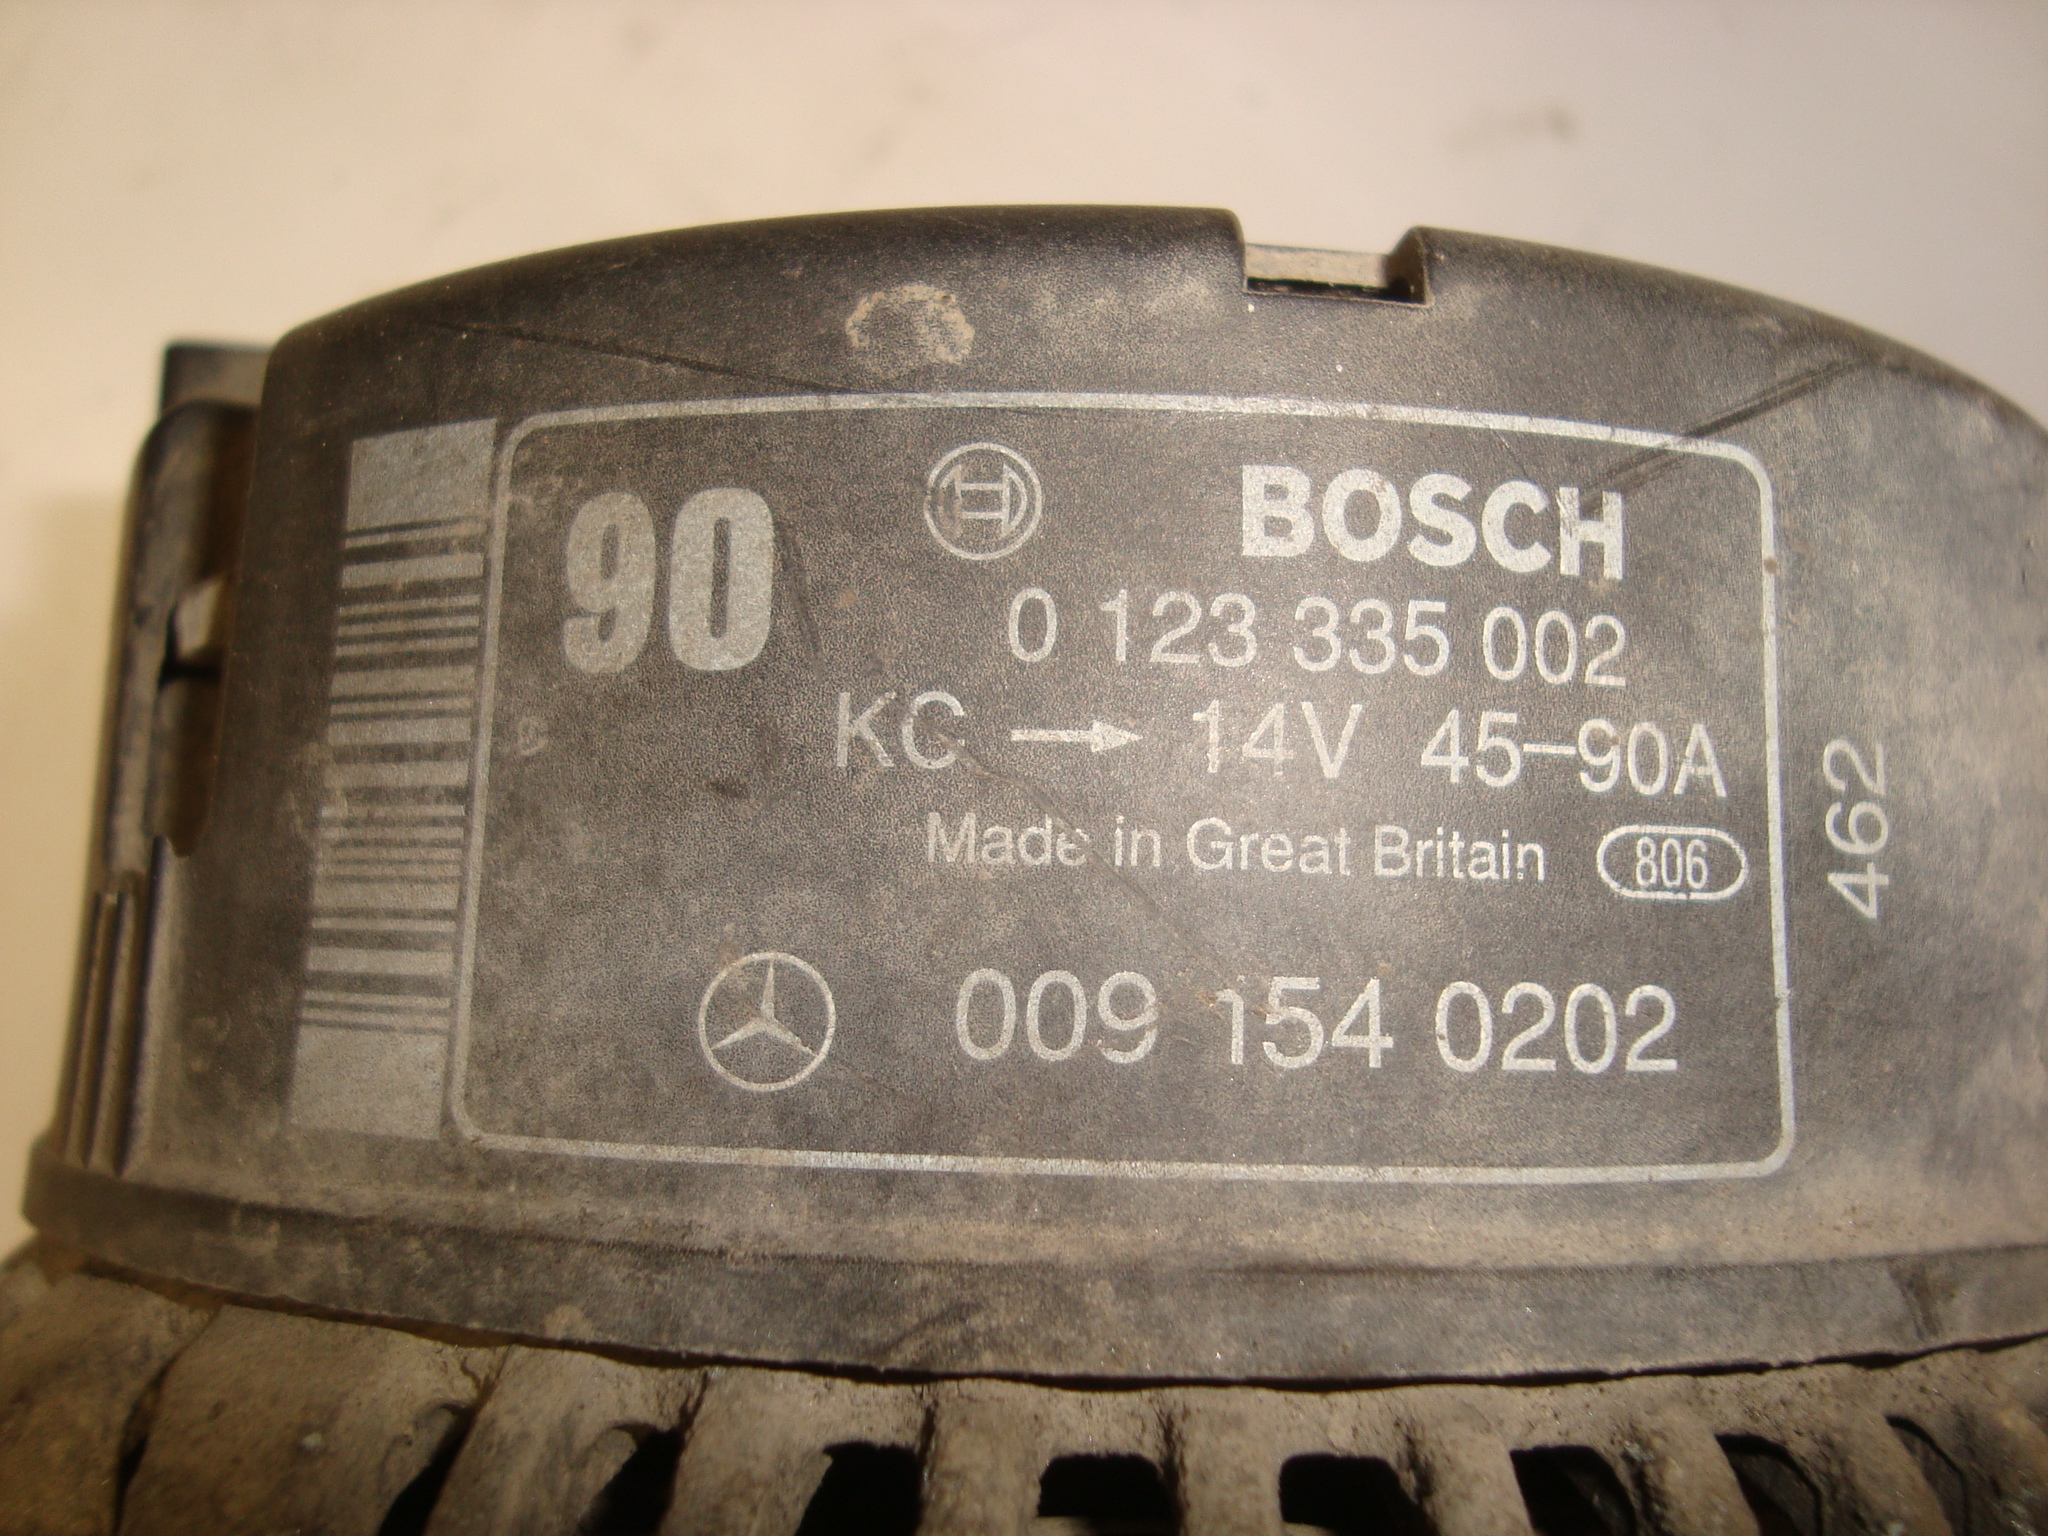 90
BOSCH
0 123 335 002
KC → 14V 45-90A
Made in Great Britain 806
009 154 0202
462